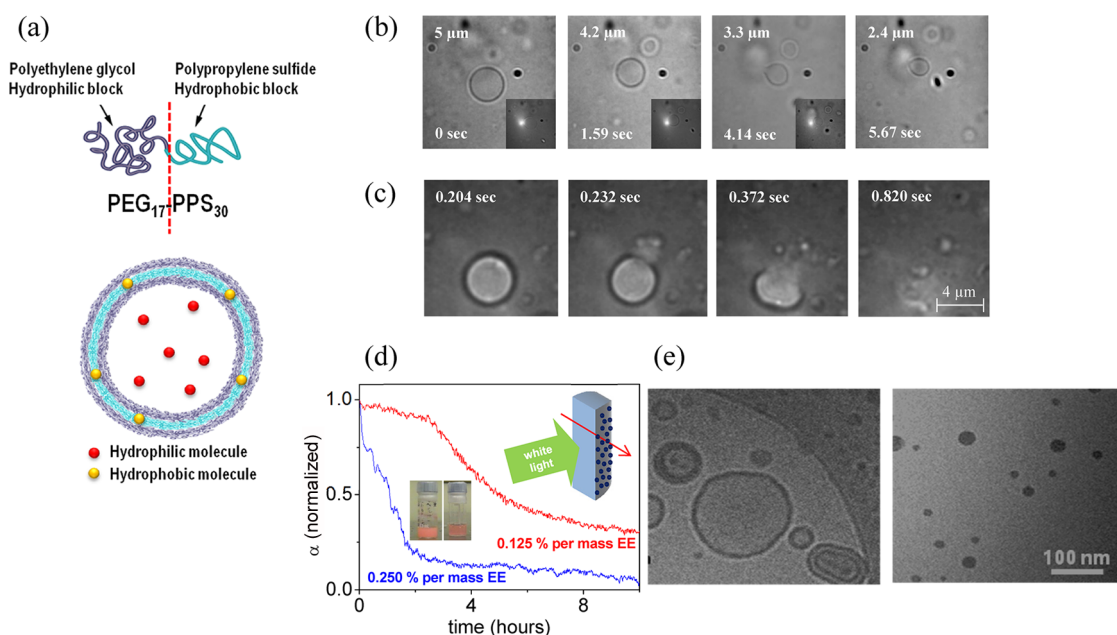 (a)
Polyethylene glycol
Hydrophilic block
Polypropylene sulfide
Hydrophobic block
PEG17-PPS30
Hydrophilic molecule
Hydrophobic molecule
(b)
5 µm
0 sec
4.2 µm
1.59 sec
3.3 µm
4.14 sec
2.4 µm
5.67 sec
(c)
0.204 sec
0.232 sec
0.372 sec
0.820 sec
4 µm
(d)
α (normalized)
1.0
0.5
0.0
white
light
0.125 % per mass EE
0.250 % per mass EE
0
4
8
time (hours)
(e)
100 nm